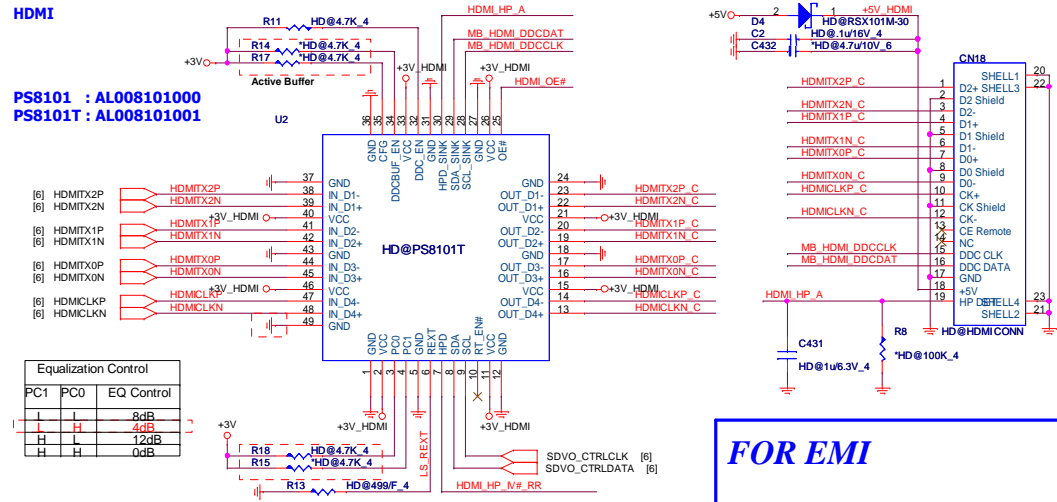 HDMI
PS8101 : AL008101000
PS8101T : AL008101001
R11 HD@4.7K_4
R14 *HD@4.7K_4
R17 *HD@4.7K_4
+3V
Active Buffer
HDMI_HP_A
MB_HDMI_DDCDAT
MB_HDMI_DDCCLK
+3V_HDMI
+3V_HDMI
HDMI_OE#
U2
36 35 34 33 32 31 30 29 28 27 26 25
GND CFG DDCBUF_EN VCC DDC_EN GND HPD_SINK SDA_SINK SCL_SINK GND VCC OE#
HD@PS8101T
37 GND
[6] HDMITX2P HDMITX2P 38 IN_D1-
[6] HDMITX2N HDMITX2N 39 IN_D1+
+3V_HDMI 40 VCC
[6] HDMITX1P HDMITX1P 41 IN_D2-
[6] HDMITX1N HDMITX1N 42 IN_D2+
43 GND
[6] HDMITX0P HDMITX0P 44 IN_D3-
[6] HDMITX0N HDMITX0N 45 IN_D3+
+3V_HDMI 46 VCC
[6] HDMICLKP HDMICLKP 47 IN_D4-
[6] HDMICLKN HDMICLKN 48 IN_D4+
49 GND
GND 24
OUT_D1- 23 HDMITX2P_C
OUT_D1+ 22 HDMITX2N_C
VCC 21 +3V_HDMI
OUT_D2- 20 HDMITX1P_C
OUT_D2+ 19 HDMITX1N_C
GND 18
OUT_D3- 17 HDMITX0P_C
OUT_D3+ 16 HDMITX0N_C
VCC 15 +3V_HDMI
OUT_D4- 14 HDMICLKP_C
OUT_D4+ 13 HDMICLKN_C
GND VCC PC0 PC1 GND REXT HPD SDA SCL RT_EN# VCC GND
1 2 3 4 5 6 7 8 9 10 11 12
+3V_HDMI
+3V_HDMI
LS_REXT
+3V
R18 HD@4.7K_4
R15 *HD@4.7K_4
R13 HD@499/F_4
SDVO_CTRLCLK [6]
SDVO_CTRLDATA [6]
HDMI_HP_IV#_RR
Equalization Control
PC1 PC0 EQ Control
L L 8dB
L H 4dB
H L 12dB
H H 0dB
+5V 2 1 +5V_HDMI
D4 HD@RSX101M-30
C2 HD@.1u/16V_4
C432 *HD@4.7u/10V_6
CN18
SHELL1 20
SHELL3 22
HDMITX2P_C 1 D2+
2 D2 Shield
HDMITX2N_C 3 D2-
HDMITX1P_C 4 D1+
5 D1 Shield
HDMITX1N_C 6 D1-
HDMITX0P_C 7 D0+
8 D0 Shield
HDMITX0N_C 9 D0-
HDMICLKP_C 10 CK+
11 CK Shield
HDMICLKN_C 12 CK-
13 CE Remote
14 NC
MB_HDMI_DDCCLK 15 DDC CLK
MB_HDMI_DDCDAT 16 DDC DATA
17 GND
18 +5V
HDMI_HP_A 19 HP DET
SHELL4 23
SHELL2 21
HD@HDMICONN
C431
HD@1u/6.3V_4
R8
*HD@100K_4
FOR EMI